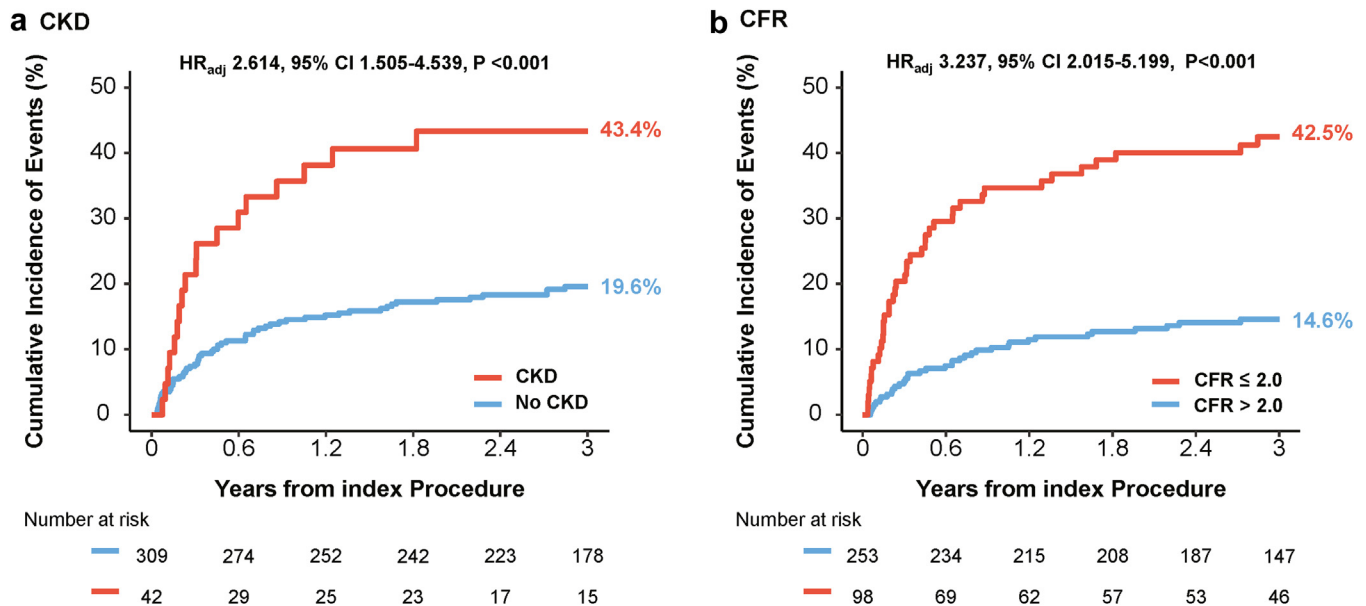 a CKD
HRadj 2.614, 95% CI 1.505-4.539, P <0.001
Cumulative Incidence of Events (%)
50
40
30
20
10
0
43.4%
19.6%
CKD
No CKD
0 0.6 1.2 1.8 2.4 3
Years from index Procedure
Number at risk
309 274 252 242 223 178
42 29 25 23 17 15
b CFR
HRadj 3.237, 95% CI 2.015-5.199, P<0.001
Cumulative Incidence of Events (%)
50
40
30
20
10
0
42.5%
14.6%
CFR ≤ 2.0
CFR > 2.0
0 0.6 1.2 1.8 2.4 3
Years from index Procedure
Number at risk
253 234 215 208 187 147
98 69 62 57 53 46